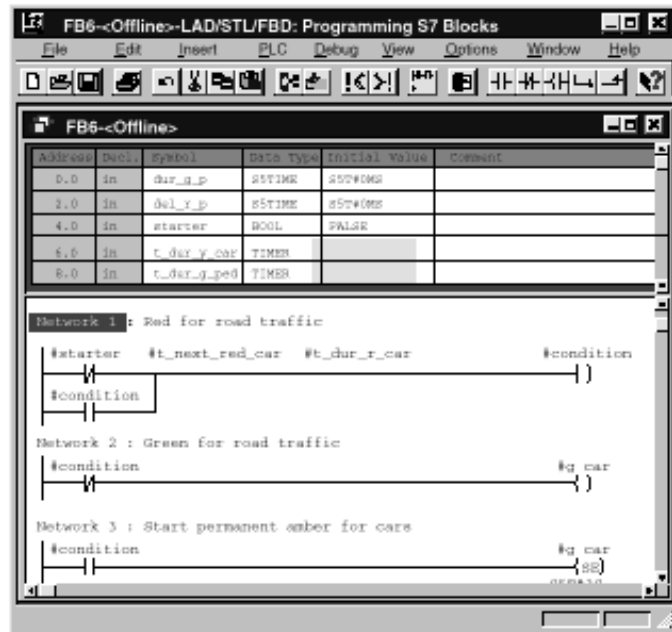 FB6-<Offline>-LAD/STL/FBD: Programming S7 Blocks
File Edit Insert PLC Debug View Options Window Help
FB6-<Offline>
Address Decl. Symbol Data Type Initial Value Comment
0.0 in dur_g_p S5TIME S5T#0MS
2.0 in del_r_p S5TIME S5T#0MS
4.0 in starter BOOL FALSE
6.0 in t_dur_y_car TIMER
8.0 in t_dur_g_ped TIMER
Network 1 : Red for road traffic
#starter #t_next_red_car #t_dur_r_car #condition
#condition
Network 2 : Green for road traffic
#condition #g_car
Network 3 : Start permanent amber for cars
#condition #g_car
SE